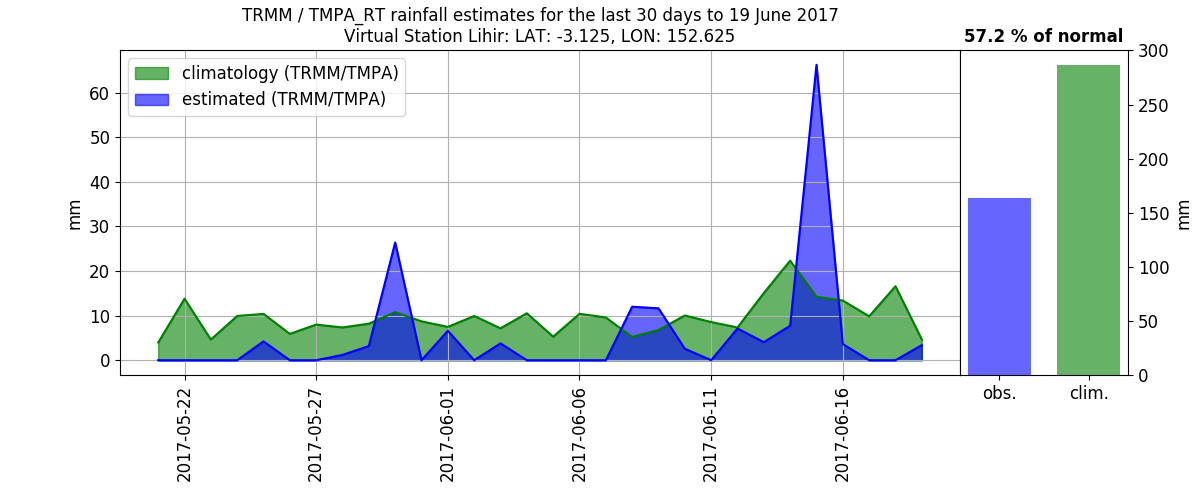 TRMM / TMPA_RT rainfall estimates for the last 30 days to 19 June 2017
Virtual Station Lihir: LAT: -3.125, LON: 152.625
57.2 % of normal
climatology (TRMM/TMPA)
estimated (TRMM/TMPA)
mm
60
50
40
30
20
10
0
2017-05-22
2017-05-27
2017-06-01
2017-06-06
2017-06-11
2017-06-16
obs.
clim.
300
250
200
150
100
50
0
mm